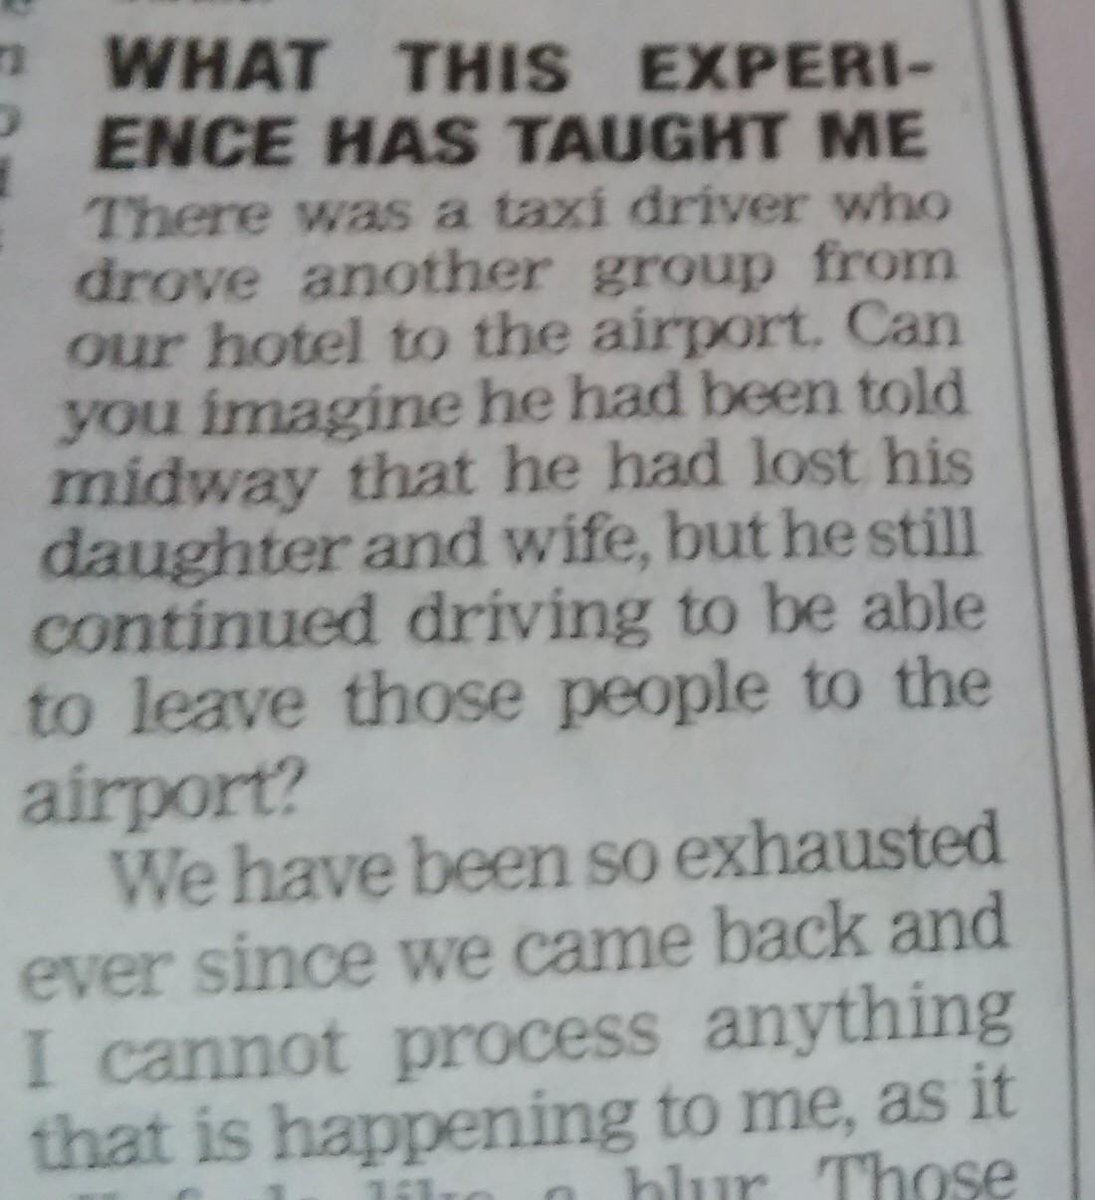 WHAT THIS EXPERI-
ENCE HAS TAUGHT ME
There was a taxi driver who
drove another group from
our hotel to the airport. Can
you imagine he had been told
midway that he had lost his
daughter and wife, but he still
continued driving to be able
to leave those people to the
airport?
We have been so exhausted
ever since we came back and
I cannot process anything
that is happening to me, as it
like a blur. Those